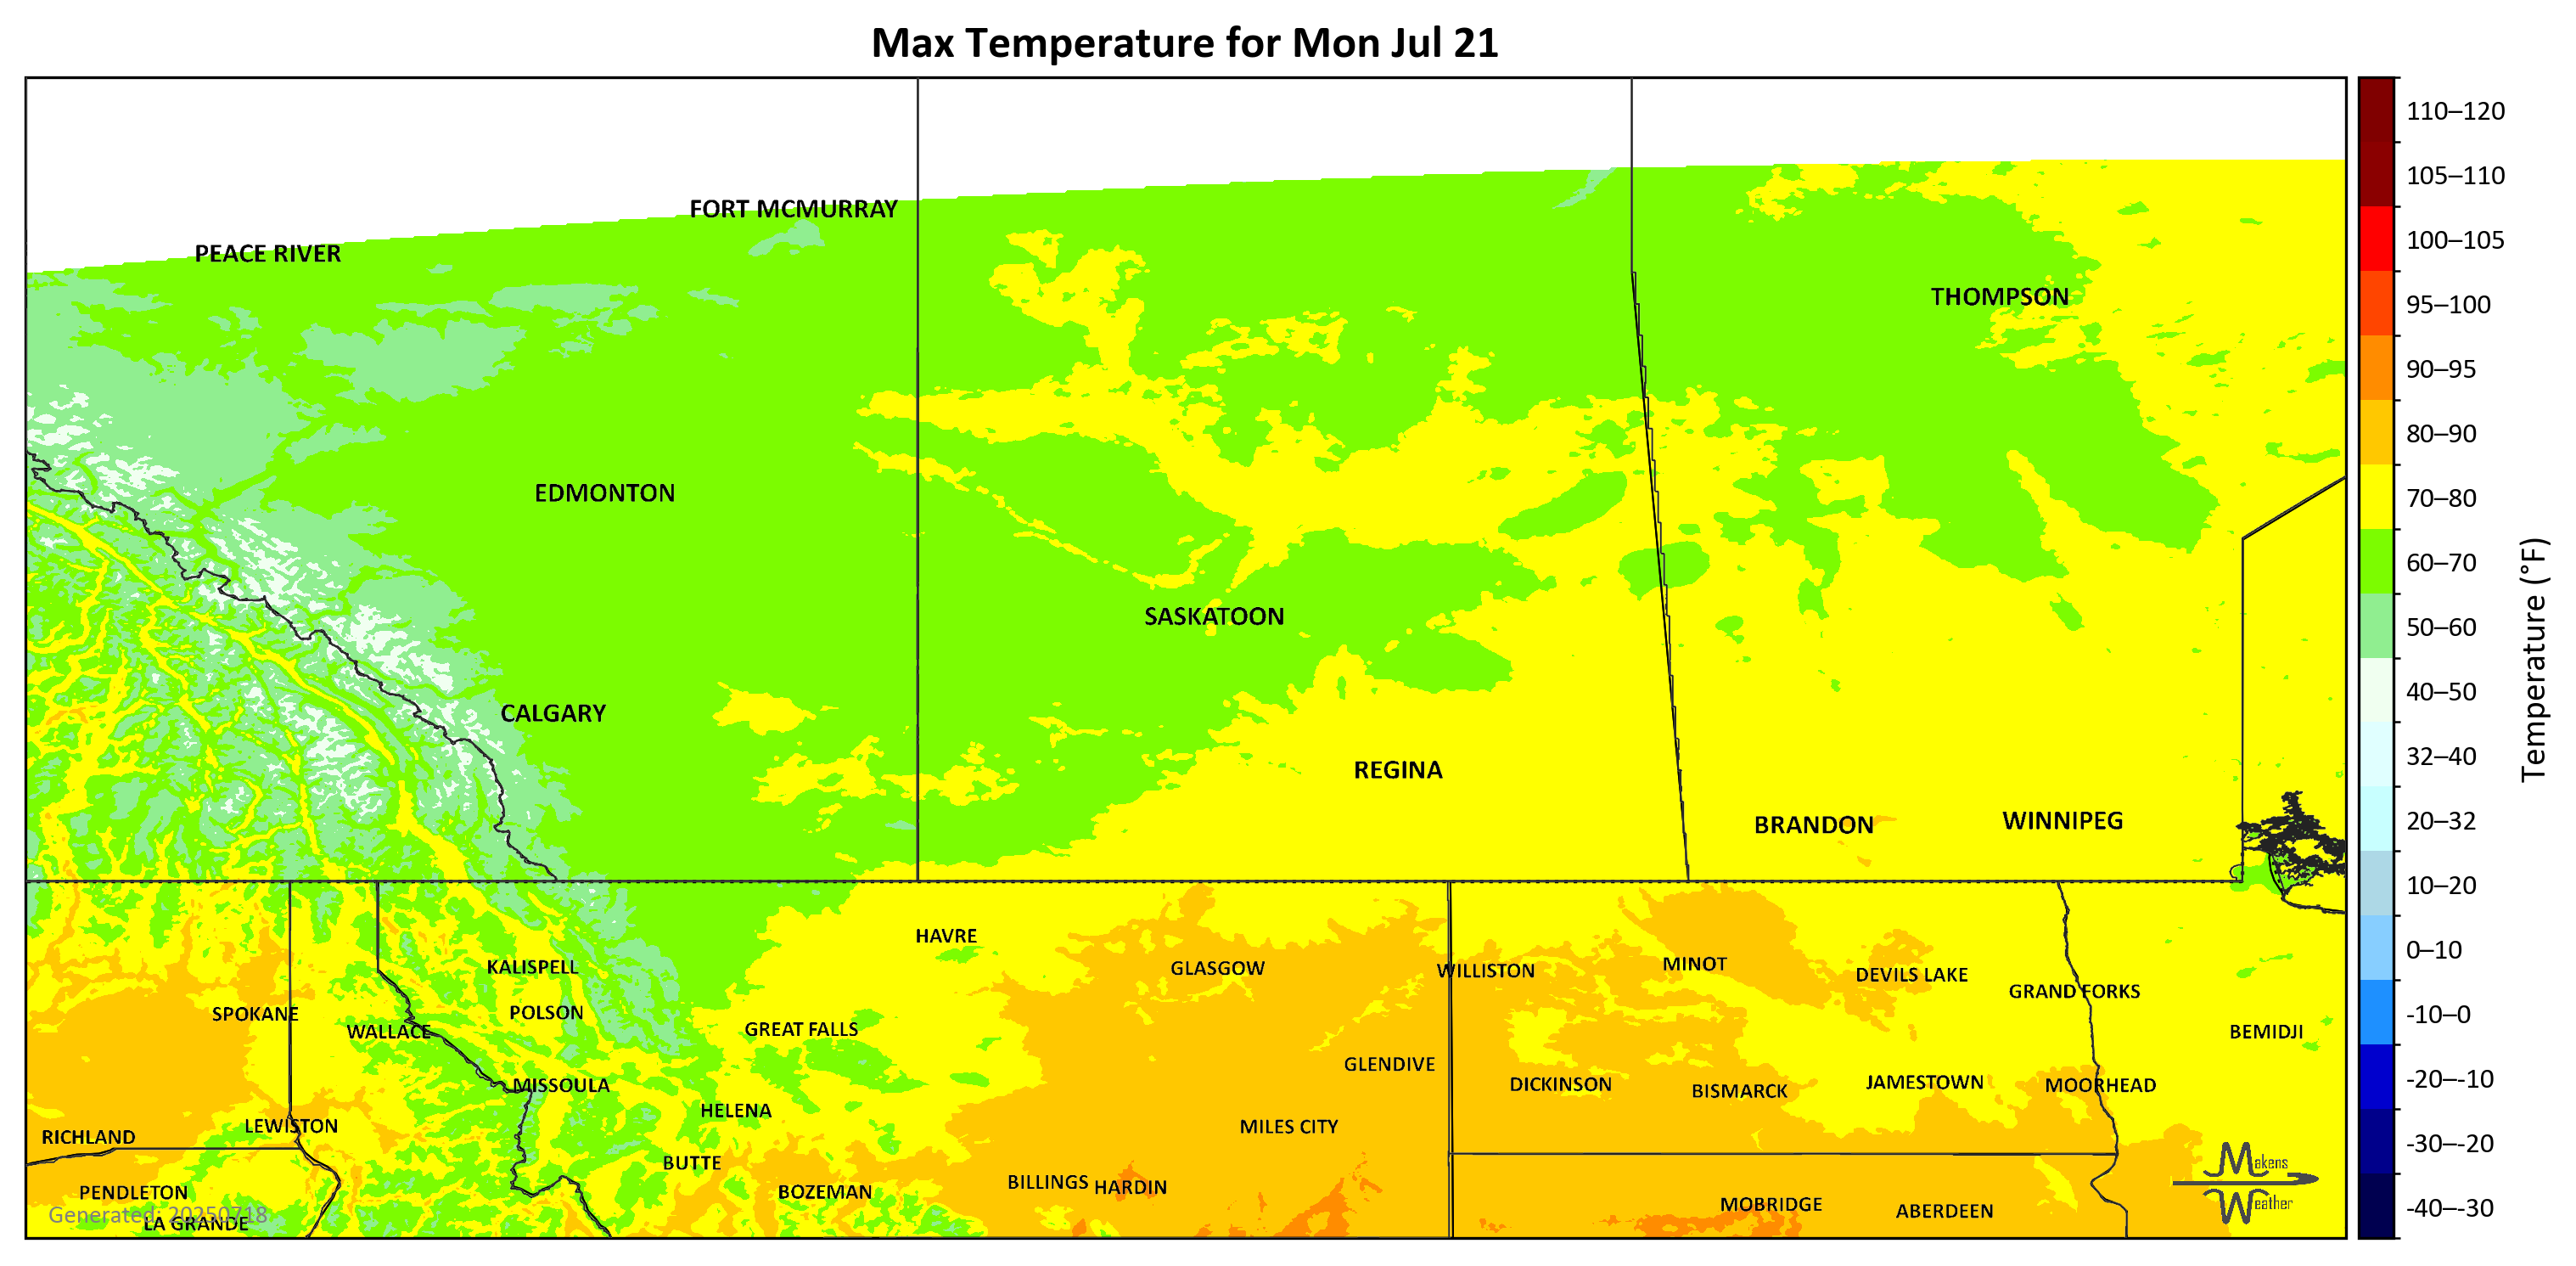 Max Temperature for Mon Jul 21
110–120
105–110
FORT MCMURRAY
100–105
PEACE RIVER
THOMPSON
95–100
90–95
80–90
EDMONTON
70–80
60–70
SASKATOON
50–60
Temperature (°F)
40–50
CALGARY
32–40
REGINA
20–32
BRANDON
WINNIPEG
10–20
HAVRE
0–10
KALISPELL
GLASGOW
WILLISTON
MINOT
DEVILS LAKE
GRAND FORKS
SPOKANE
POLSON
-10–0
WALLACE
GREAT FALLS
BEMIDJI
GLENDIVE
-20–-10
MISSOULA
DICKINSON
BISMARCK
JAMESTOWN
MOORHEAD
HELENA
LEWISTON
MILES CITY
RICHLAND
-30–-20
BUTTE
Makens
Weather
PENDLETON
BOZEMAN
BILLINGS
HARDIN
MOBRIDGE
ABERDEEN
-40–-30
Generated: 20250718
LA GRANDE